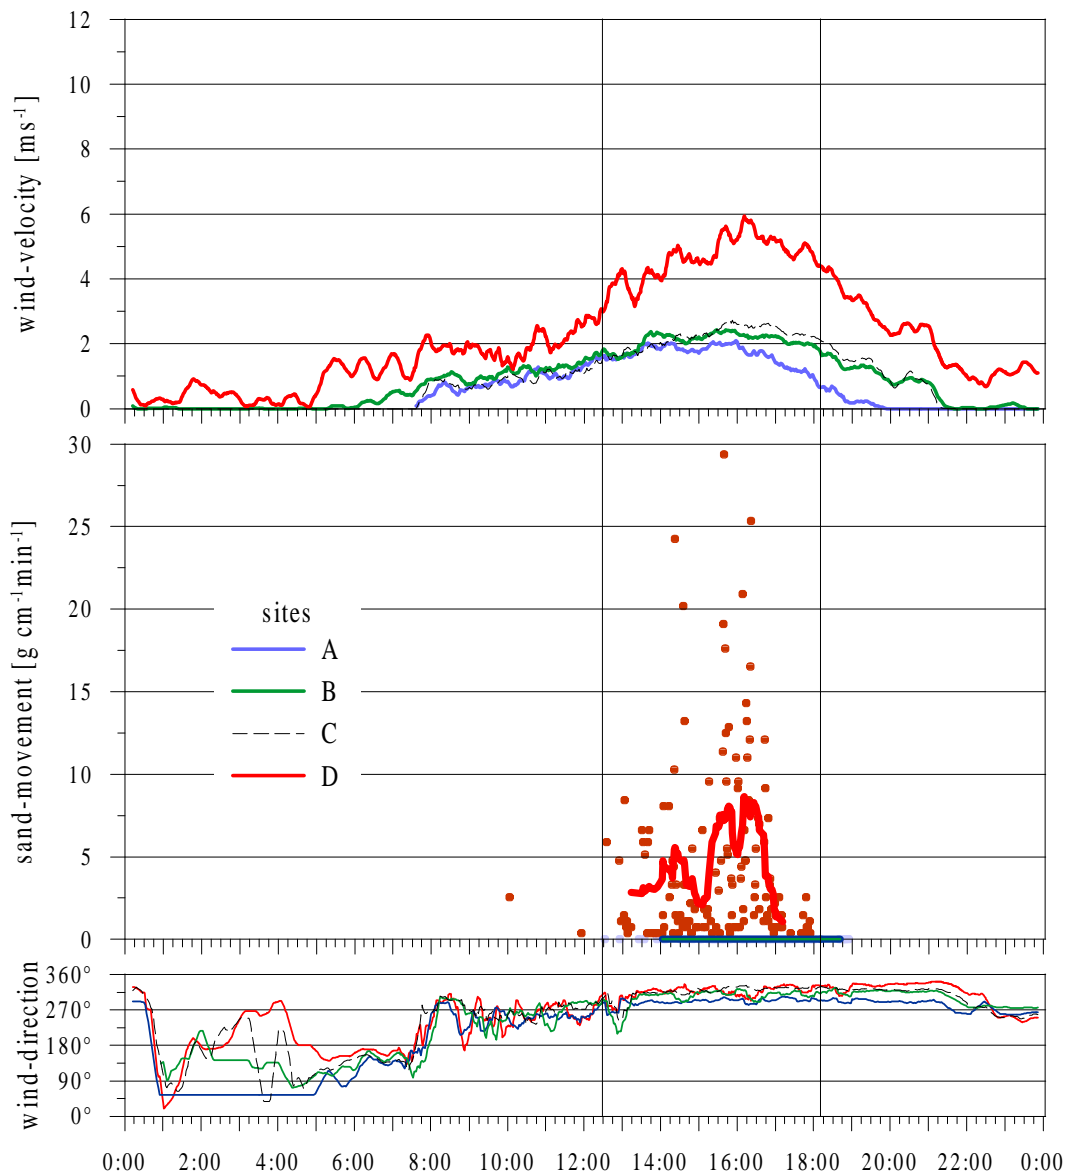 wind-velocity [ms⁻¹]
12
10
8
6
4
2
0
sand-movement [g cm⁻¹min⁻¹]
30
25
20
15
10
5
0
sites
A
B
C
D
wind-direction
360°
270°
180°
90°
0°
0:00 2:00 4:00 6:00 8:00 10:00 12:00 14:00 16:00 18:00 20:00 22:00 0:00